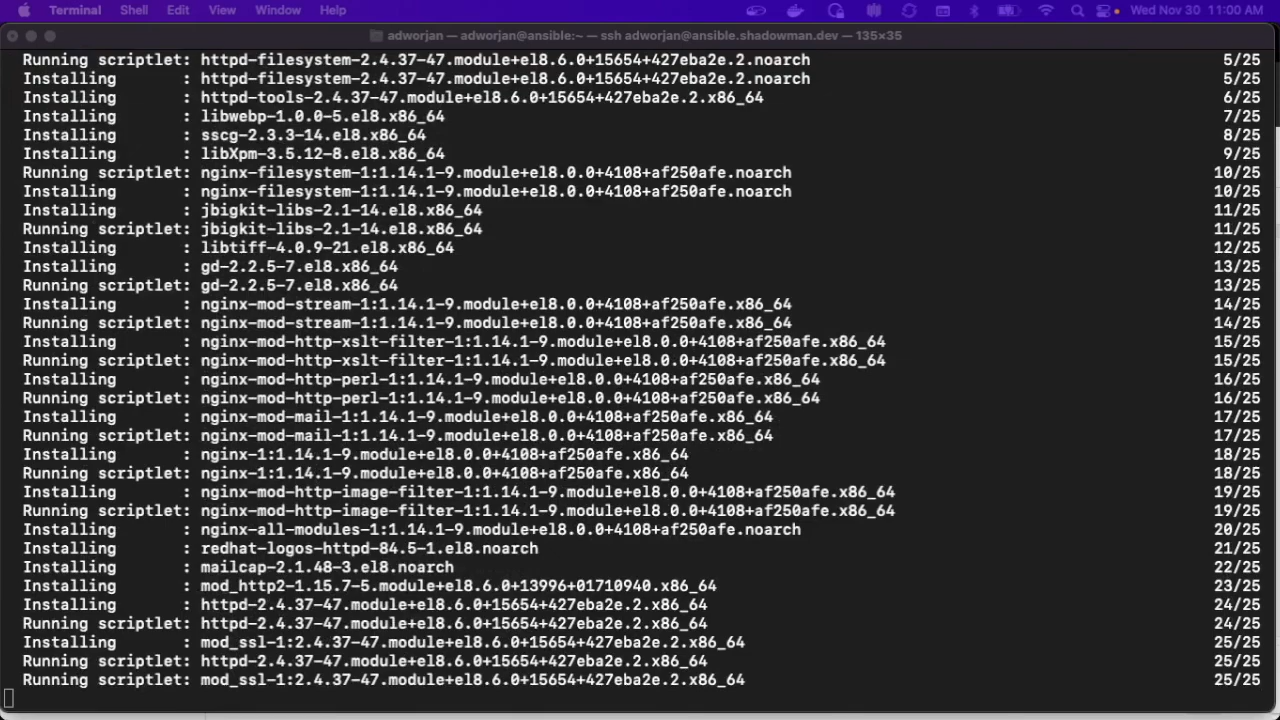 Terminal Shell Edit View Window Help Wed Nov 30 11:00 AM
adworjan — adworjan@ansible:~ — ssh adworjan@ansible.shadowman.dev — 135×35
Running scriptlet: httpd-filesystem-2.4.37-47.module+el8.6.0+15654+427eba2e.2.noarch 5/25
Installing : httpd-filesystem-2.4.37-47.module+el8.6.0+15654+427eba2e.2.noarch 5/25
Installing : httpd-tools-2.4.37-47.module+el8.6.0+15654+427eba2e.2.x86_64 6/25
Installing : libwebp-1.0.0-5.el8.x86_64 7/25
Installing : sscg-2.3.3-14.el8.x86_64 8/25
Installing : libXpm-3.5.12-8.el8.x86_64 9/25
Running scriptlet: nginx-filesystem-1:1.14.1-9.module+el8.0.0+4108+af250afe.noarch 10/25
Installing : nginx-filesystem-1:1.14.1-9.module+el8.0.0+4108+af250afe.noarch 10/25
Installing : jbigkit-libs-2.1-14.el8.x86_64 11/25
Running scriptlet: jbigkit-libs-2.1-14.el8.x86_64 11/25
Installing : libtiff-4.0.9-21.el8.x86_64 12/25
Installing : gd-2.2.5-7.el8.x86_64 13/25
Running scriptlet: gd-2.2.5-7.el8.x86_64 13/25
Installing : nginx-mod-stream-1:1.14.1-9.module+el8.0.0+4108+af250afe.x86_64 14/25
Running scriptlet: nginx-mod-stream-1:1.14.1-9.module+el8.0.0+4108+af250afe.x86_64 14/25
Installing : nginx-mod-http-xslt-filter-1:1.14.1-9.module+el8.0.0+4108+af250afe.x86_64 15/25
Running scriptlet: nginx-mod-http-xslt-filter-1:1.14.1-9.module+el8.0.0+4108+af250afe.x86_64 15/25
Installing : nginx-mod-http-perl-1:1.14.1-9.module+el8.0.0+4108+af250afe.x86_64 16/25
Running scriptlet: nginx-mod-http-perl-1:1.14.1-9.module+el8.0.0+4108+af250afe.x86_64 16/25
Installing : nginx-mod-mail-1:1.14.1-9.module+el8.0.0+4108+af250afe.x86_64 17/25
Running scriptlet: nginx-mod-mail-1:1.14.1-9.module+el8.0.0+4108+af250afe.x86_64 17/25
Installing : nginx-1:1.14.1-9.module+el8.0.0+4108+af250afe.x86_64 18/25
Running scriptlet: nginx-1:1.14.1-9.module+el8.0.0+4108+af250afe.x86_64 18/25
Installing : nginx-mod-http-image-filter-1:1.14.1-9.module+el8.0.0+4108+af250afe.x86_64 19/25
Running scriptlet: nginx-mod-http-image-filter-1:1.14.1-9.module+el8.0.0+4108+af250afe.x86_64 19/25
Installing : nginx-all-modules-1:1.14.1-9.module+el8.0.0+4108+af250afe.noarch 20/25
Installing : redhat-logos-httpd-84.5-1.el8.noarch 21/25
Installing : mailcap-2.1.48-3.el8.noarch 22/25
Installing : mod_http2-1.15.7-5.module+el8.6.0+13996+01710940.x86_64 23/25
Installing : httpd-2.4.37-47.module+el8.6.0+15654+427eba2e.2.x86_64 24/25
Running scriptlet: httpd-2.4.37-47.module+el8.6.0+15654+427eba2e.2.x86_64 24/25
Installing : mod_ssl-1:2.4.37-47.module+el8.6.0+15654+427eba2e.2.x86_64 25/25
Running scriptlet: httpd-2.4.37-47.module+el8.6.0+15654+427eba2e.2.x86_64 25/25
Running scriptlet: mod_ssl-1:2.4.37-47.module+el8.6.0+15654+427eba2e.2.x86_64 25/25